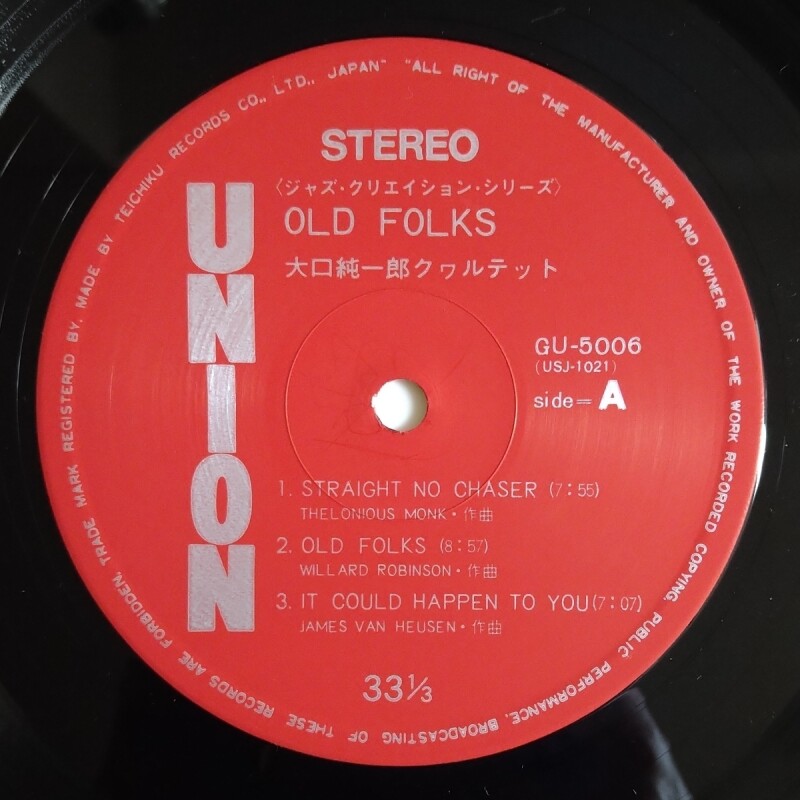 TRADE MARK REGISTERED BY, MADE BY TEICHIKU RECORDS CO., LTD., JAPAN" "ALL RIGHT OF THE MANUFACTURER AND OWNER OF THE WORK RECORDED COPYING, PUBLIC PERFORMANCE, BROADCASTING OF THESE RECORDS ARE FORBIDDEN,
STEREO
〈ジャズ・クリエイション・シリーズ〉
OLD FOLKS
大口純一郎クヮルテット
UNION
GU-5006
(USJ-1021)
side=A
1. STRAIGHT NO CHASER (7:55)
THELONIOUS MONK・作曲
2. OLD FOLKS (8:57)
WILLARD ROBINSON・作曲
3. IT COULD HAPPEN TO YOU(7:07)
JAMES VAN HEUSEN・作曲
33⅓